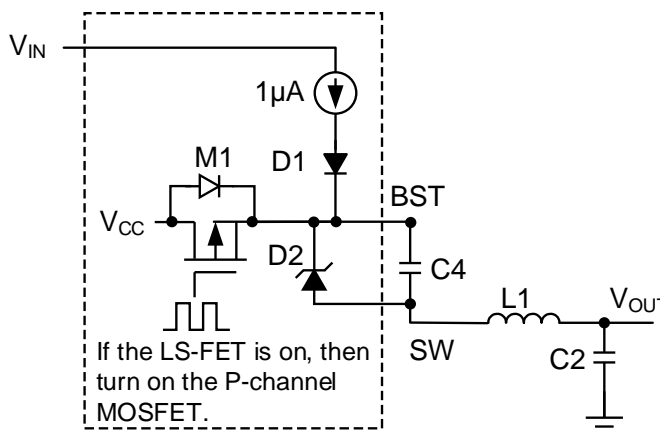 VIN
1µA
D1
M1
BST
VCC
D2
C4
L1
VOUT
SW
C2
If the LS-FET is on, then
turn on the P-channel
MOSFET.